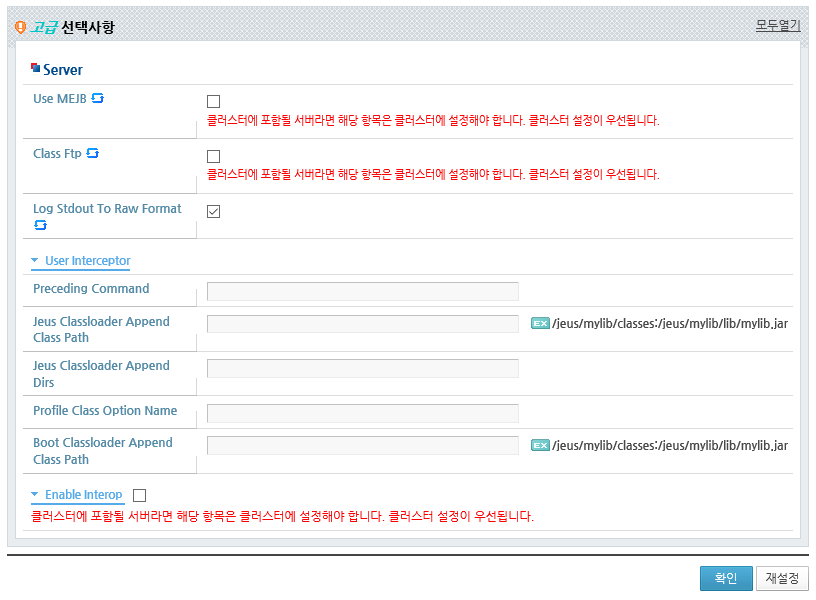 고급 선택사항
모두열기
Server
Use MEJB
클러스터에 포함될 서버라면 해당 항목은 클러스터에 설정해야 합니다. 클러스터 설정이 우선됩니다.
Class Ftp
클러스터에 포함될 서버라면 해당 항목은 클러스터에 설정해야 합니다. 클러스터 설정이 우선됩니다.
Log Stdout To Raw Format
User Interceptor
Preceding Command
Jeus Classloader Append
Class Path
EX /jeus/mylib/classes:/jeus/mylib/lib/mylib.jar
Jeus Classloader Append
Dirs
Profile Class Option Name
Boot Classloader Append
Class Path
EX /jeus/mylib/classes:/jeus/mylib/lib/mylib.jar
Enable Interop
클러스터에 포함될 서버라면 해당 항목은 클러스터에 설정해야 합니다. 클러스터 설정이 우선됩니다.
확인
재설정